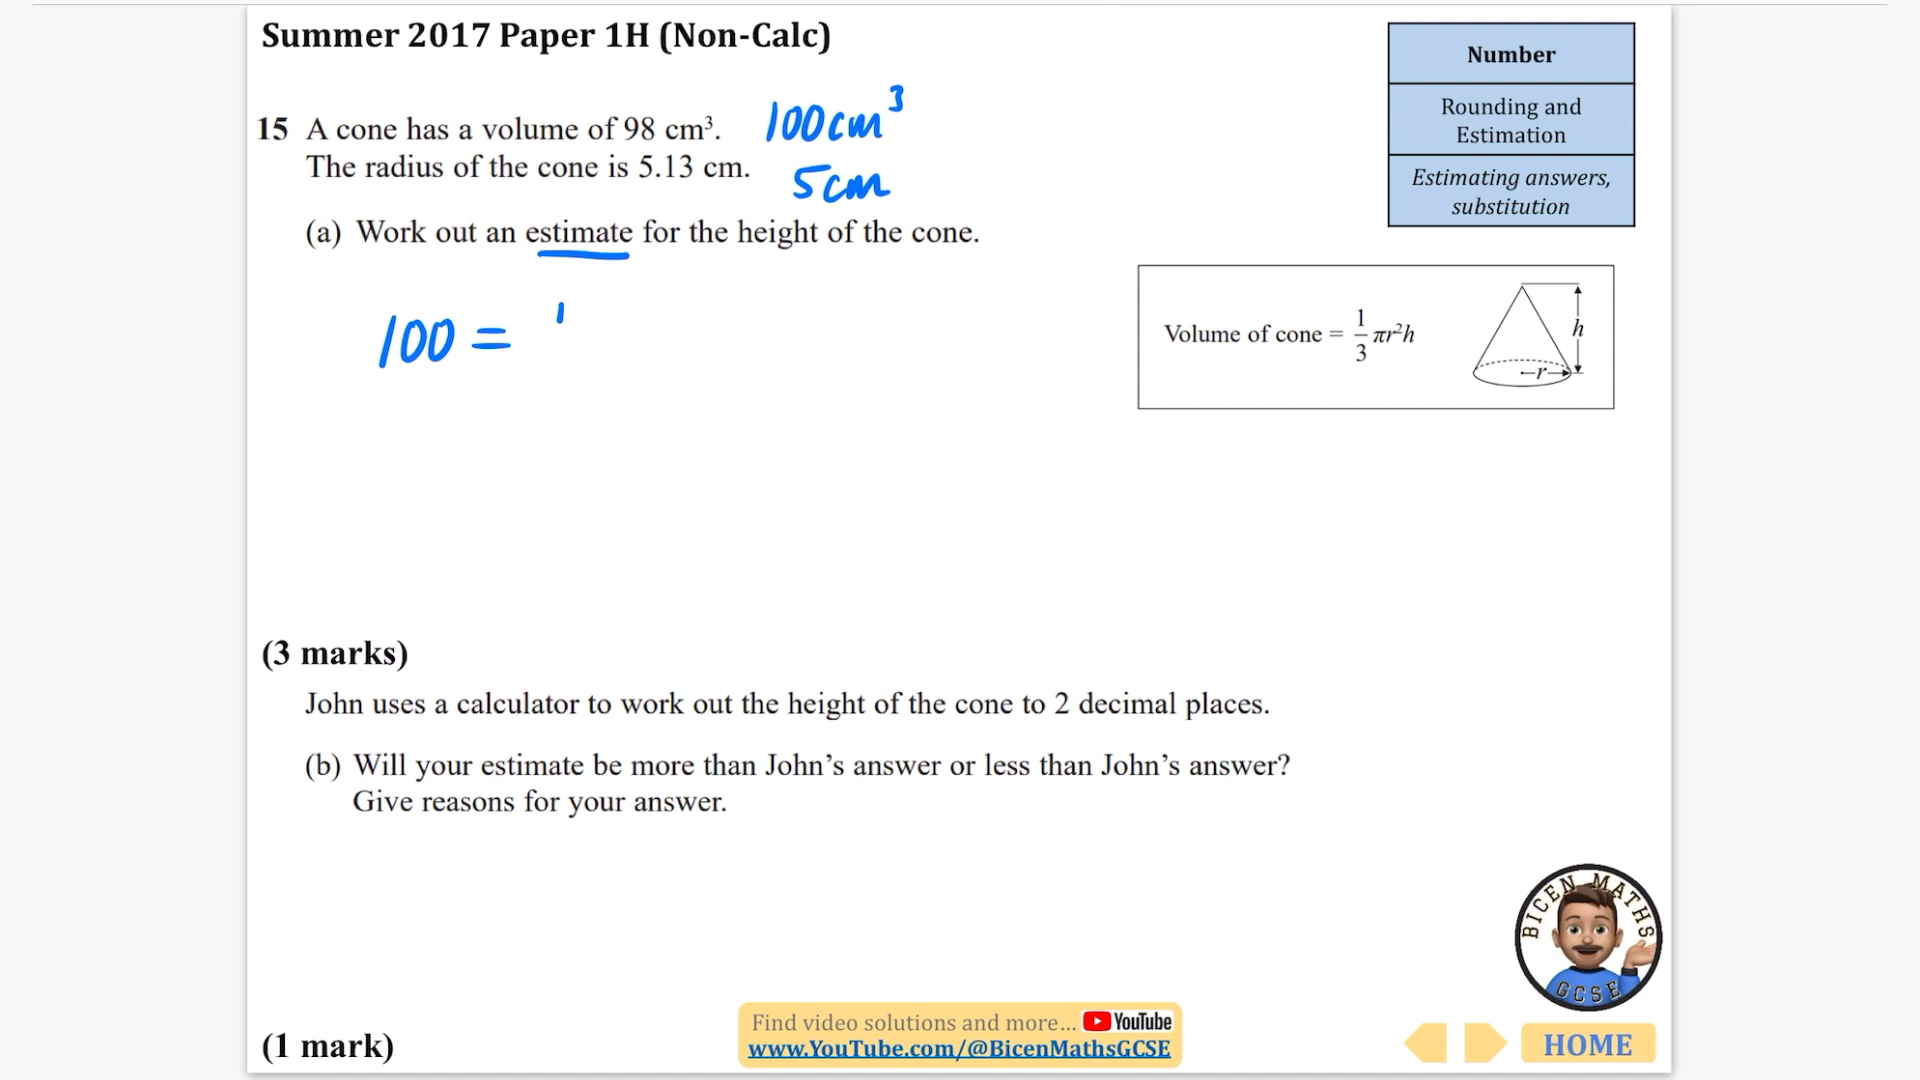 Summer 2017 Paper 1H (Non-Calc)
Number
Rounding and
Estimation
Estimating answers,
substitution
15 A cone has a volume of 98 cm³. 100cm³
The radius of the cone is 5.13 cm. 5cm
(a) Work out an estimate for the height of the cone.
100 = '
Volume of cone = 1/3 πr²h
h
r
(3 marks)
John uses a calculator to work out the height of the cone to 2 decimal places.
(b) Will your estimate be more than John's answer or less than John's answer?
Give reasons for your answer.
(1 mark)
BICEN MATHS
GCSE
Find video solutions and more... YouTube
www.YouTube.com/@BicenMathsGCSE
HOME